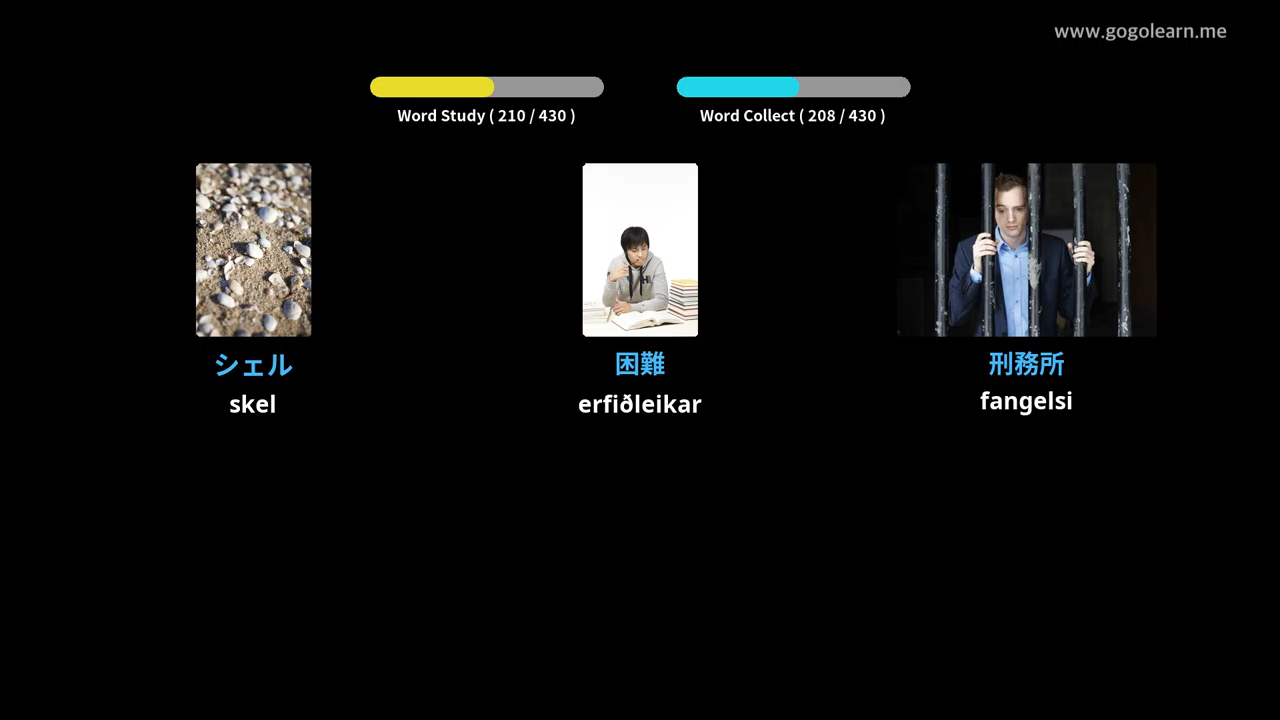 www.gogolearn.me
Word Study ( 210 / 430 )
Word Collect ( 208 / 430 )
シェル
困難
刑務所
skel
erfiðleikar
fangelsi